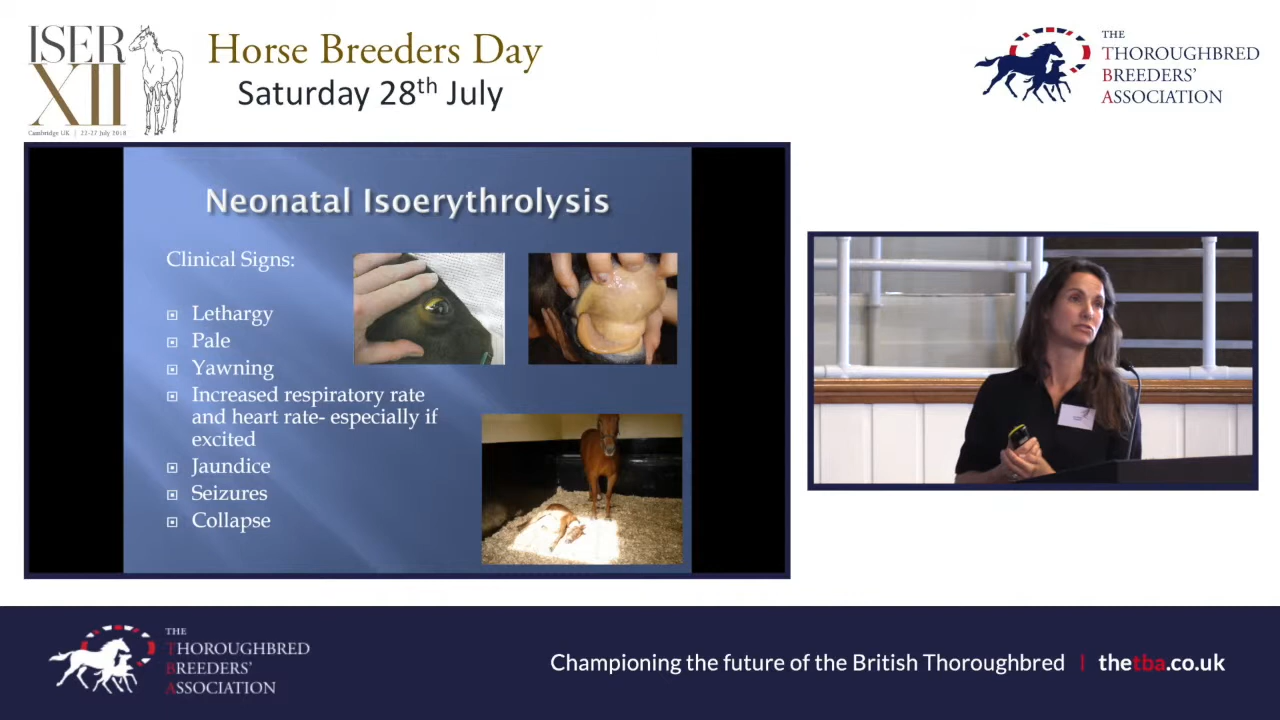 ISER
XII
Cambridge UK | 22-27 July 2018
Horse Breeders Day
Saturday 28th July
THE
THOROUGHBRED
BREEDERS'
ASSOCIATION
Neonatal Isoerythrolysis
Clinical Signs:
Lethargy
Pale
Yawning
Increased respiratory rate
and heart rate- especially if
excited
Jaundice
Seizures
Collapse
THE
THOROUGHBRED
BREEDERS'
ASSOCIATION
Championing the future of the British Thoroughbred | thetba.co.uk